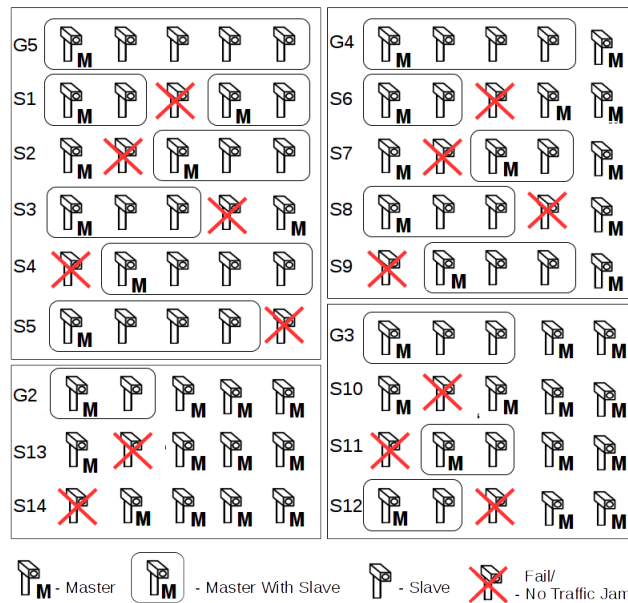 G5 M
S1 M M
S2 M M
S3 M M
S4 M
S5 M
G4 M M
S6 M M M
S7 M M M
S8 M M
S9 M M
G2 M M M M
S13 M M M M
S14 M M M M
G3 M M M
S10 M M M M
S11 M M M
S12 M M M
M - Master
M - Master With Slave
- Slave
Fail/
- No Traffic Jam